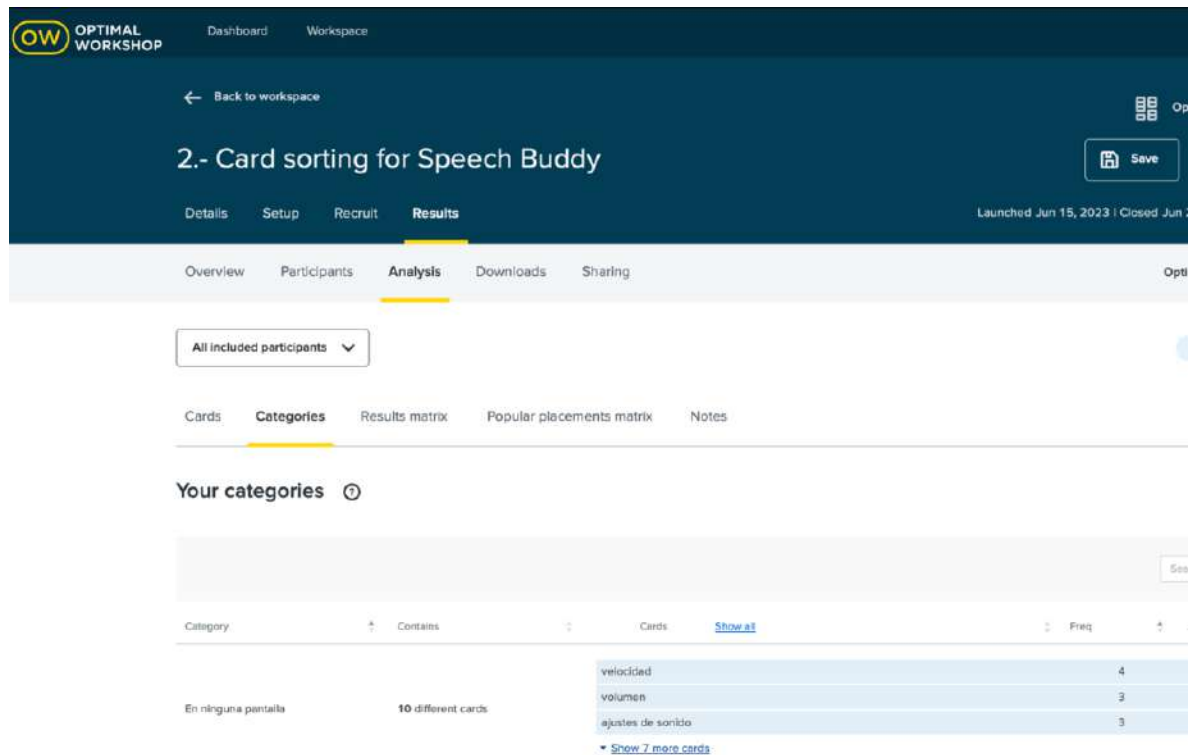 OW OPTIMAL WORKSHOP Dashboard Workspace
← Back to workspace
2.- Card sorting for Speech Buddy
Save
Details Setup Recruit Results
Launched Jun 15, 2023 | Closed Jun
Overview Participants Analysis Downloads Sharing
All included participants
Cards Categories Results matrix Popular placements matrix Notes
Your categories ?
Category Contains Cards Show all Freq
velocidad 4
volumen 3
En ninguna pantalla 10 different cards
ajustes de sonido 3
Show 7 more cards